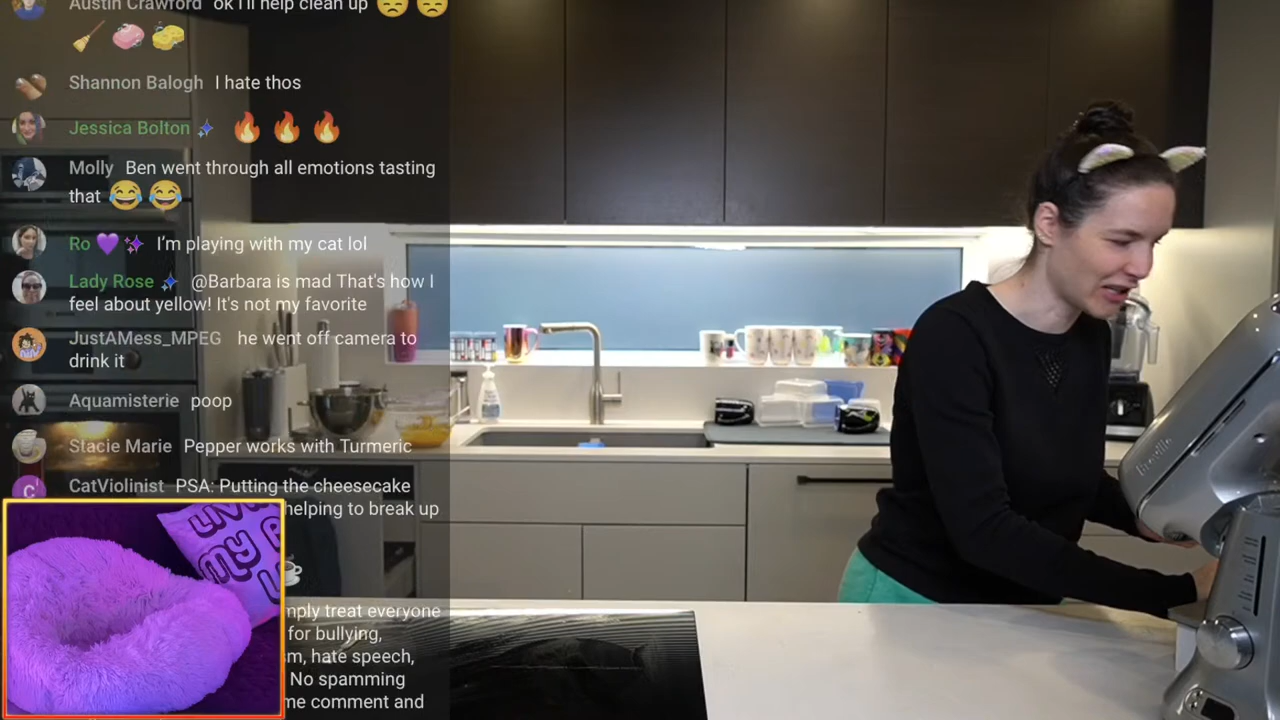 Austin Crawford ok I'll help clean up
Shannon Balogh I hate thos
Jessica Bolton
Molly Ben went through all emotions tasting
that
Ro I'm playing with my cat lol
Lady Rose @Barbara is mad That's how I
feel about yellow! It's not my favorite
JustAMess_MPEG he went off camera to
drink it
Aquamisterie poop
Stacie Marie Pepper works with Turmeric
C CatViolinist PSA: Putting the cheesecake
helping to break up
mply treat everyone
for bullying,
sm, hate speech,
No spamming
me comment and
LIVIN
MY
Breville